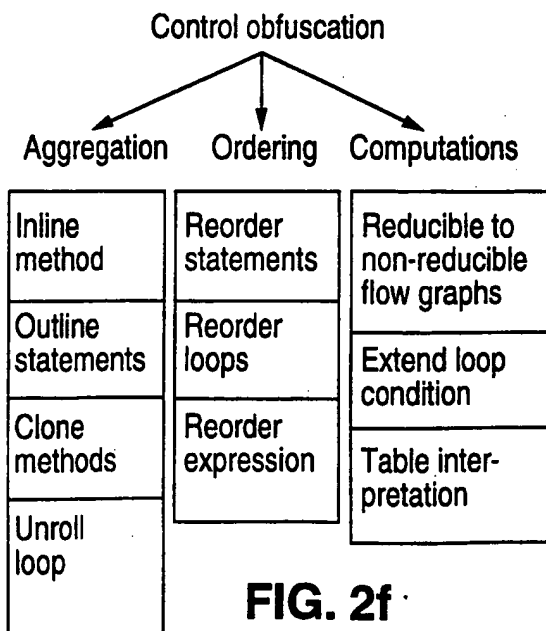 Control obfuscation
Aggregation Ordering Computations
Inline
method
Outline
statements
Clone
methods
Unroll
loop
Reorder
statements
Reorder
loops
Reorder
expression
Reducible to
non-reducible
flow graphs
Extend loop
condition
Table inter-
pretation
FIG. 2f